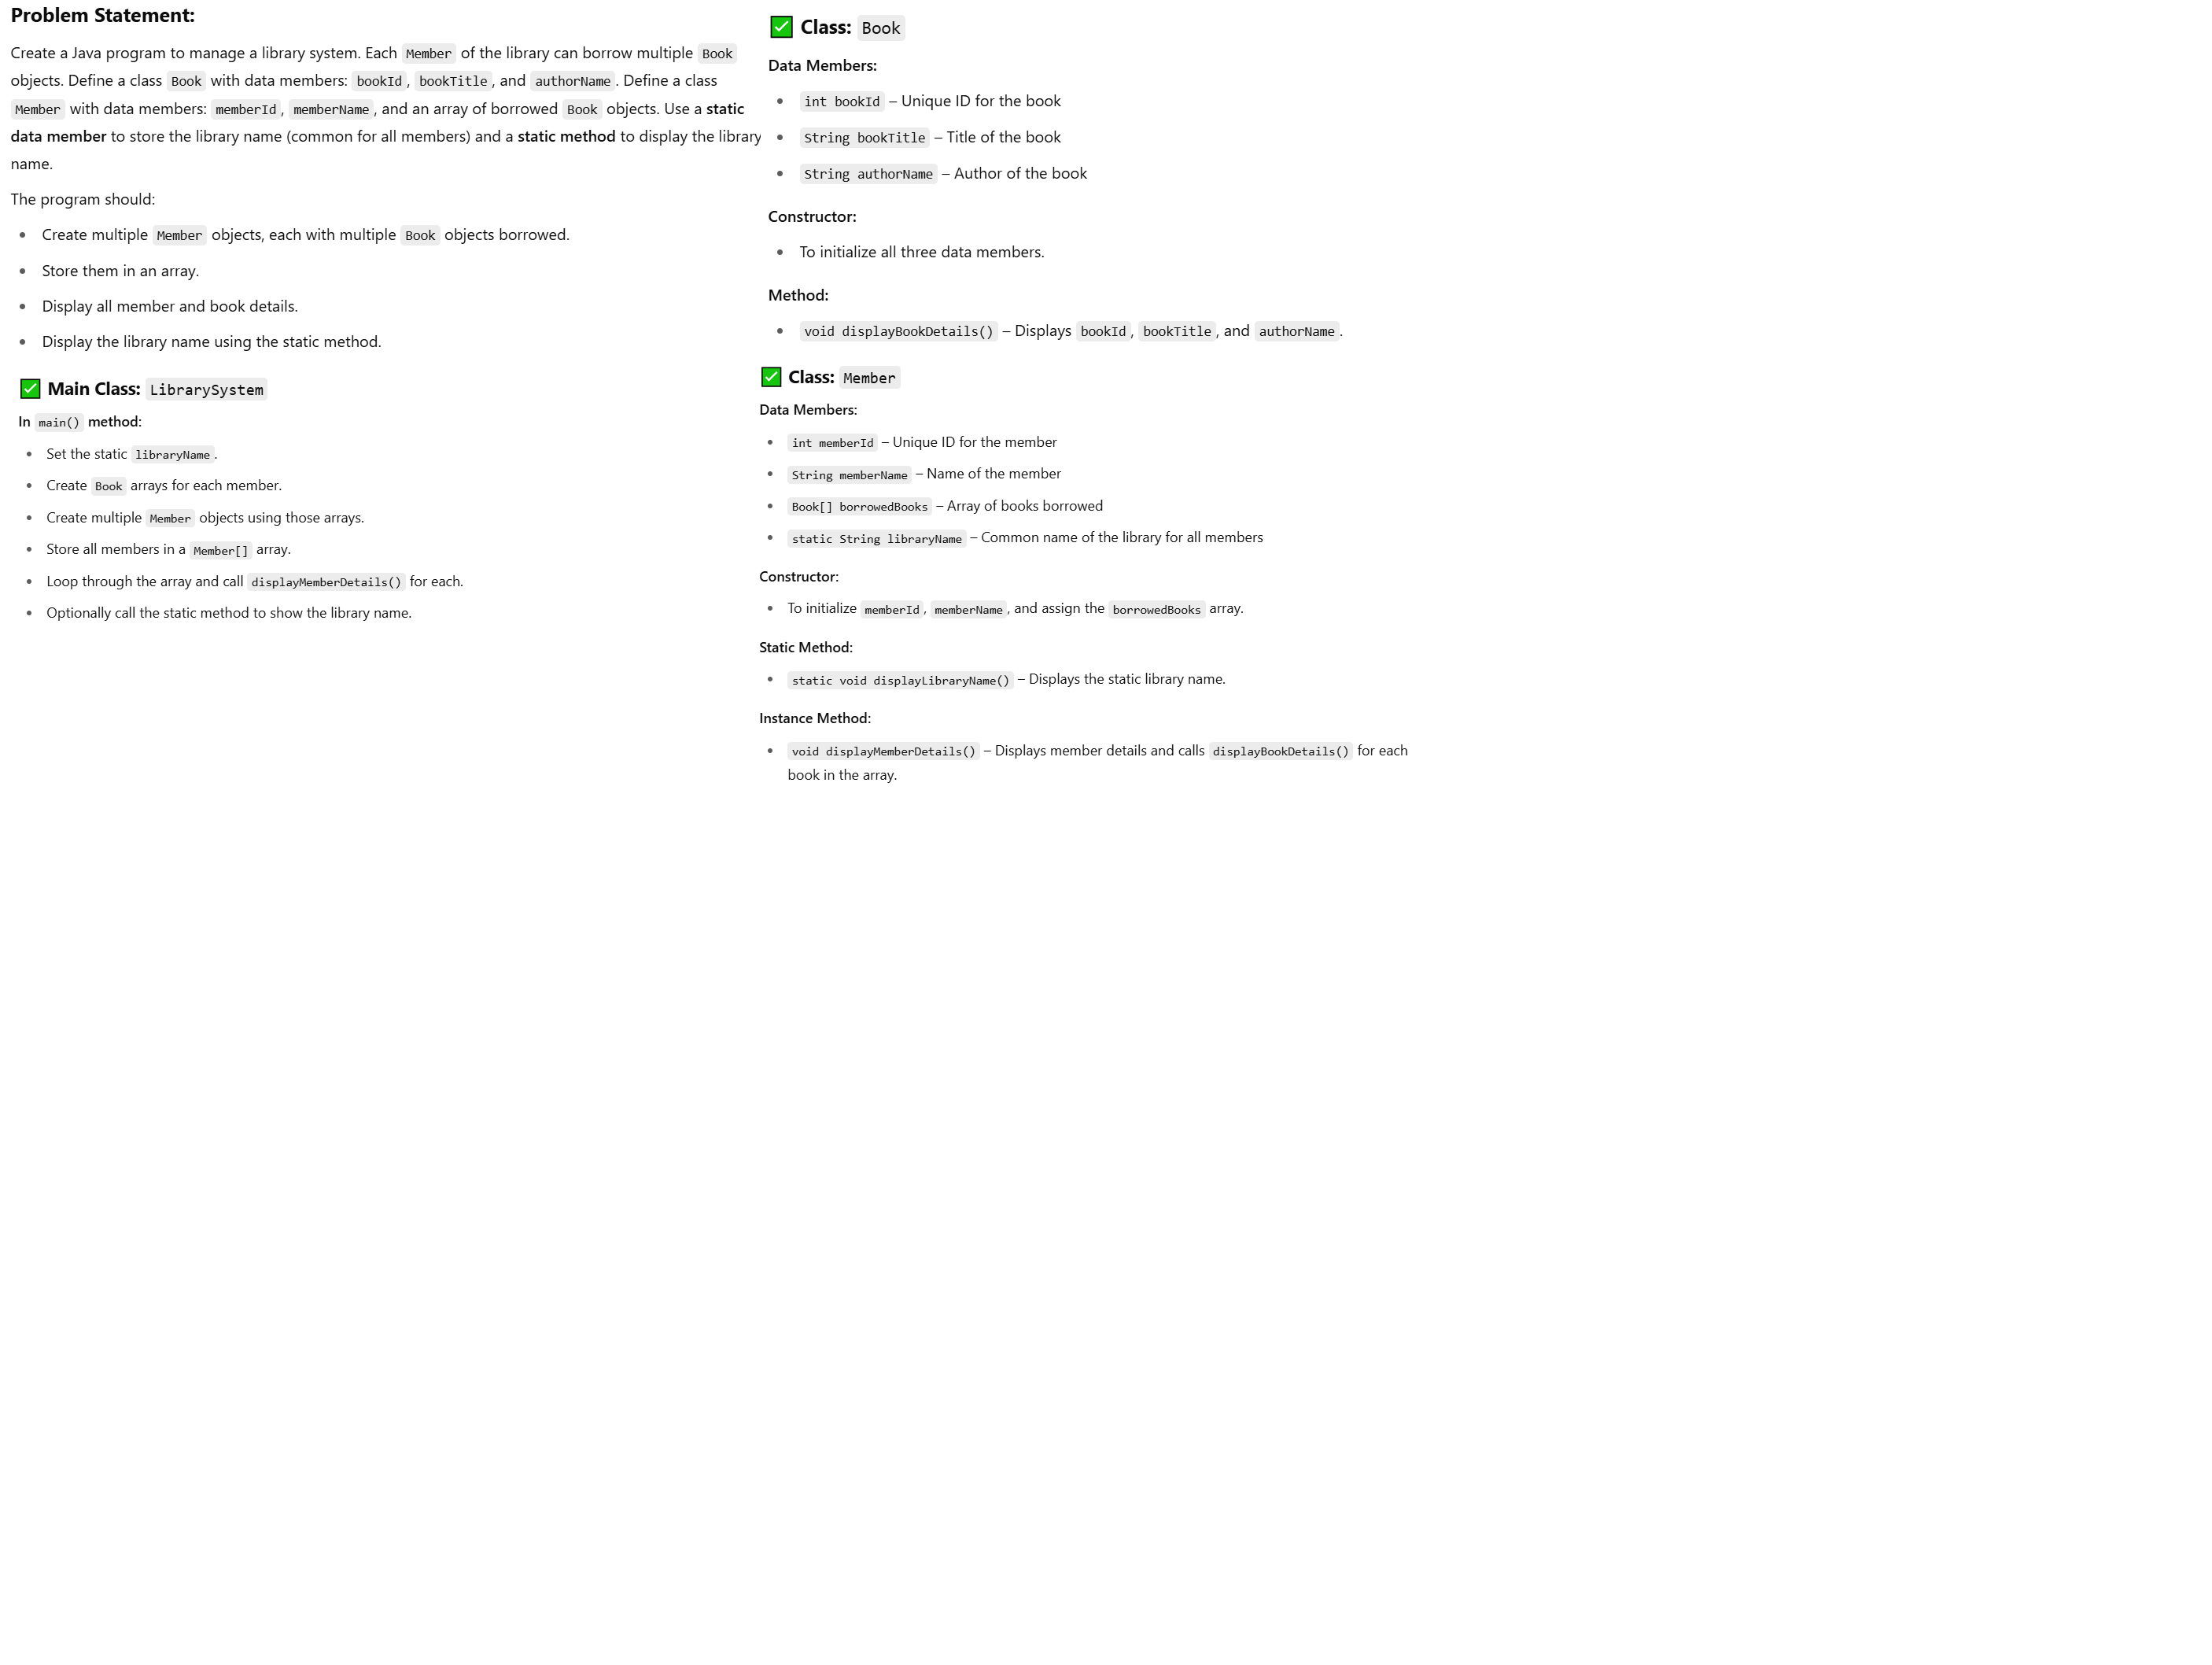 Problem Statement:
Create a Java program to manage a library system. Each Member of the library can borrow multiple Book
objects. Define a class Book with data members: bookId, bookTitle, and authorName. Define a class
Member with data members: memberId, memberName, and an array of borrowed Book objects. Use a static
data member to store the library name (common for all members) and a static method to display the library
name.
The program should:
• Create multiple Member objects, each with multiple Book objects borrowed.
• Store them in an array.
• Display all member and book details.
• Display the library name using the static method.
✅ Main Class: LibrarySystem
In main() method:
• Set the static libraryName.
• Create Book arrays for each member.
• Create multiple Member objects using those arrays.
• Store all members in a Member[] array.
• Loop through the array and call displayMemberDetails() for each.
• Optionally call the static method to show the library name.
✅ Class: Book
Data Members:
• int bookId – Unique ID for the book
• String bookTitle – Title of the book
• String authorName – Author of the book
Constructor:
• To initialize all three data members.
Method:
• void displayBookDetails() – Displays bookId, bookTitle, and authorName.
✅ Class: Member
Data Members:
• int memberId – Unique ID for the member
• String memberName – Name of the member
• Book[] borrowedBooks – Array of books borrowed
• static String libraryName – Common name of the library for all members
Constructor:
• To initialize memberId, memberName, and assign the borrowedBooks array.
Static Method:
• static void displayLibraryName() – Displays the static library name.
Instance Method:
• void displayMemberDetails() – Displays member details and calls displayBookDetails() for each
book in the array.